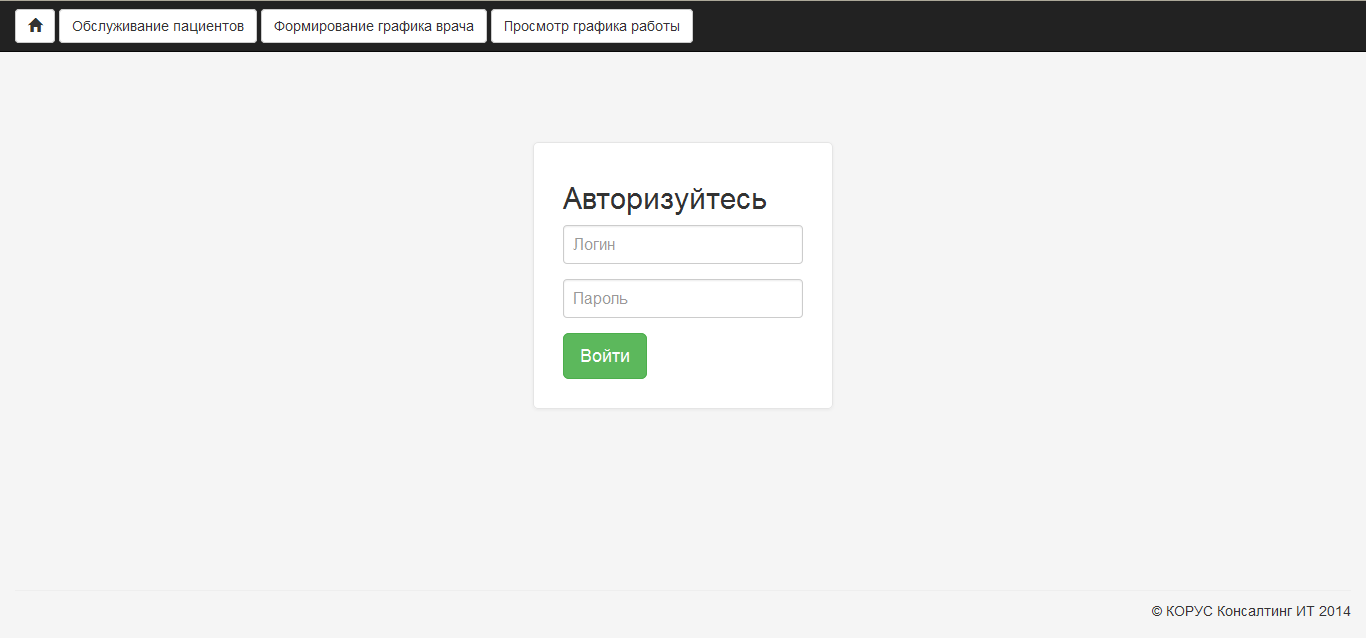 Обслуживание пациентов Формирование графика врача Просмотр графика работы
Авторизуйтесь
Логин
Пароль
Войти
© КОРУС Консалтинг ИТ 2014